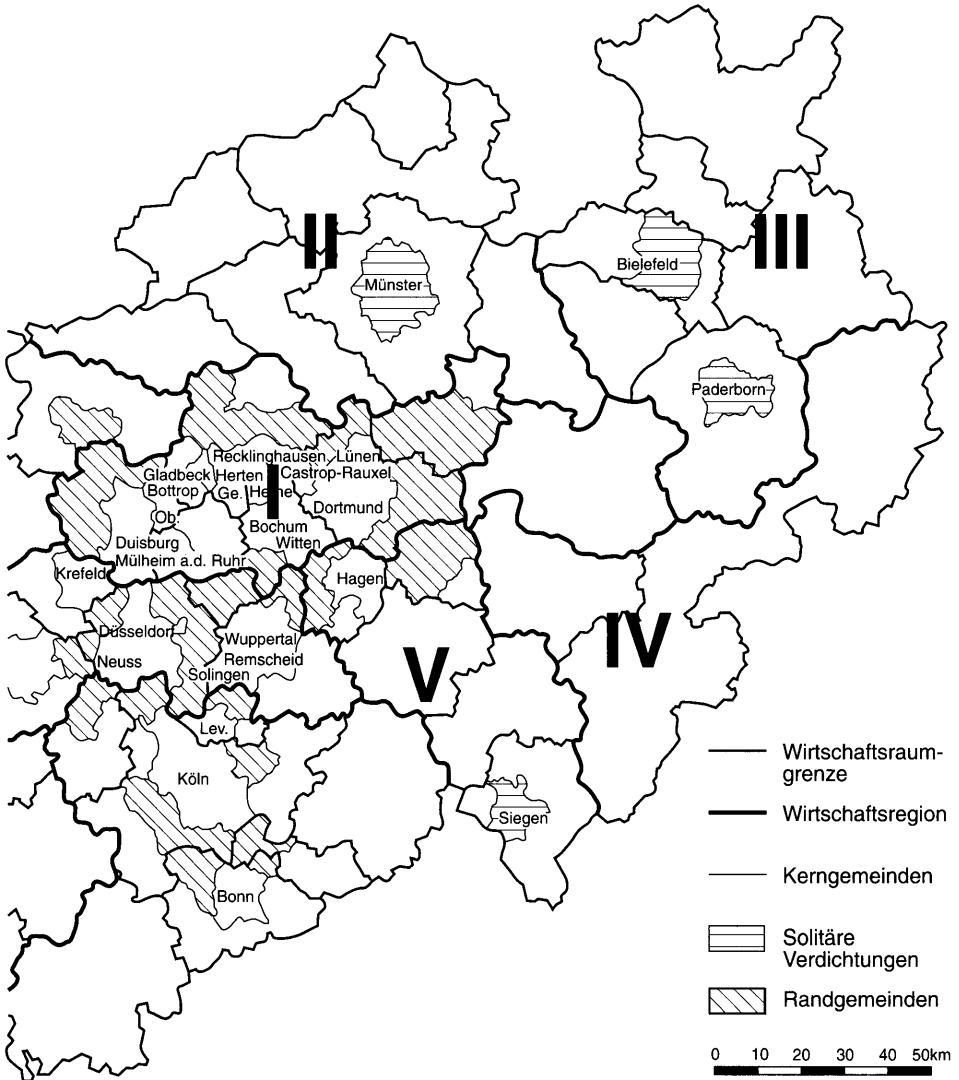 II
III
Bielefeld
Münster
Paderborn
Recklinghausen Lünen
Gladbeck Herten Castrop-Rauxel
Bottrop Ge. Herne I
Dortmund
Ob.
Bochum
Duisburg Witten
Mülheim a.d. Ruhr
Krefeld Hagen
Düsseldorf Wuppertal
Neuss Remscheid
Solingen
V
IV
Lev.
Köln
Siegen
Bonn
Wirtschaftsraum-
grenze
Wirtschaftsregion
Kerngemeinden
Solitäre
Verdichtungen
Randgemeinden
0 10 20 30 40 50km